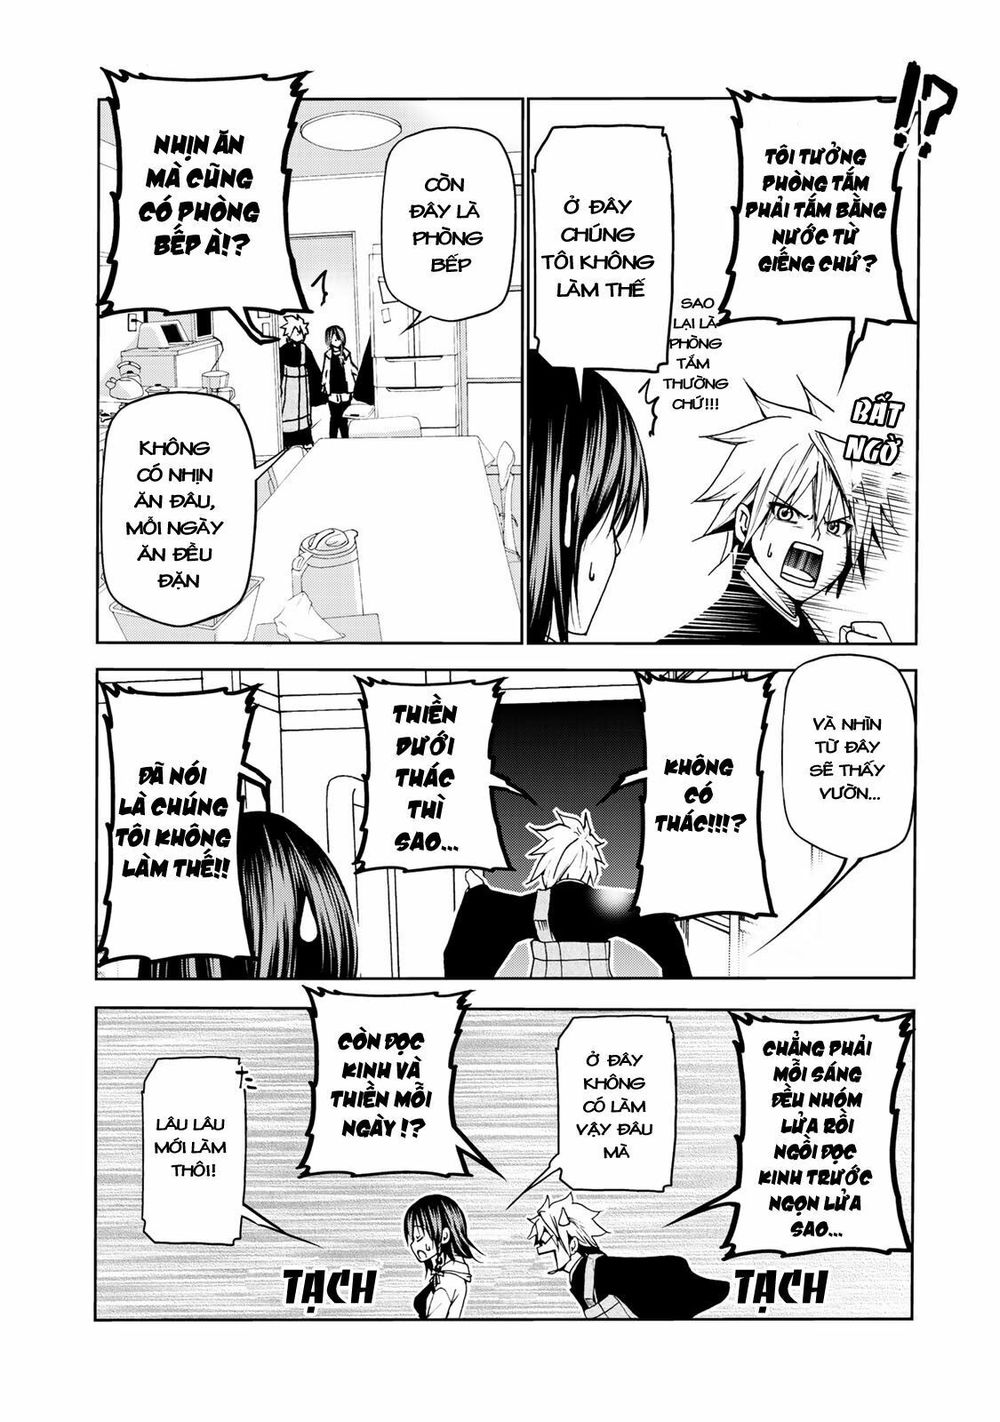 !?
TÔI TƯỞNG
PHÒNG TẮM
PHẢI TẮM BẰNG
NƯỚC TỪ
GIẾNG CHỨ?
Ở ĐÂY
CHÚNG
TÔI KHÔNG
LÀM THẾ
SAO
LẠI LÀ
PHÒNG
TẮM
THƯỜNG
CHỨ!!!
BẤT
NGỜ
CÒN
ĐÂY LÀ
PHÒNG
BẾP
NHỊN ĂN
MÀ CŨNG
CÓ PHÒNG
BẾP À!?
KHÔNG
CÓ NHỊN
ĂN ĐÂU,
MỖI NGÀY
ĂN ĐỀU
ĐẶN
VÀ NHÌN
TỪ ĐÂY
SẼ THẤY
VƯỜN...
KHÔNG
CÓ
THÁC!!!?
THIỀN
DƯỚI
THÁC
THÌ
SAO...
ĐÃ NÓI
LÀ CHÚNG
TÔI KHÔNG
LÀM THẾ!!
CHẲNG PHẢI
MỖI SÁNG
ĐỀU NHÓM
LỬA RỒI
NGỒI ĐỌC
KINH TRƯỚC
NGỌN LỬA
SAO...
Ở ĐÂY
KHÔNG
CÓ LÀM
VẬY ĐÂU
MÀ
CÒN ĐỌC
KINH VÀ
THIỀN MỖI
NGÀY!?
LÂU LÂU
MỚI LÀM
THÔI!
TẠCH
TẠCH